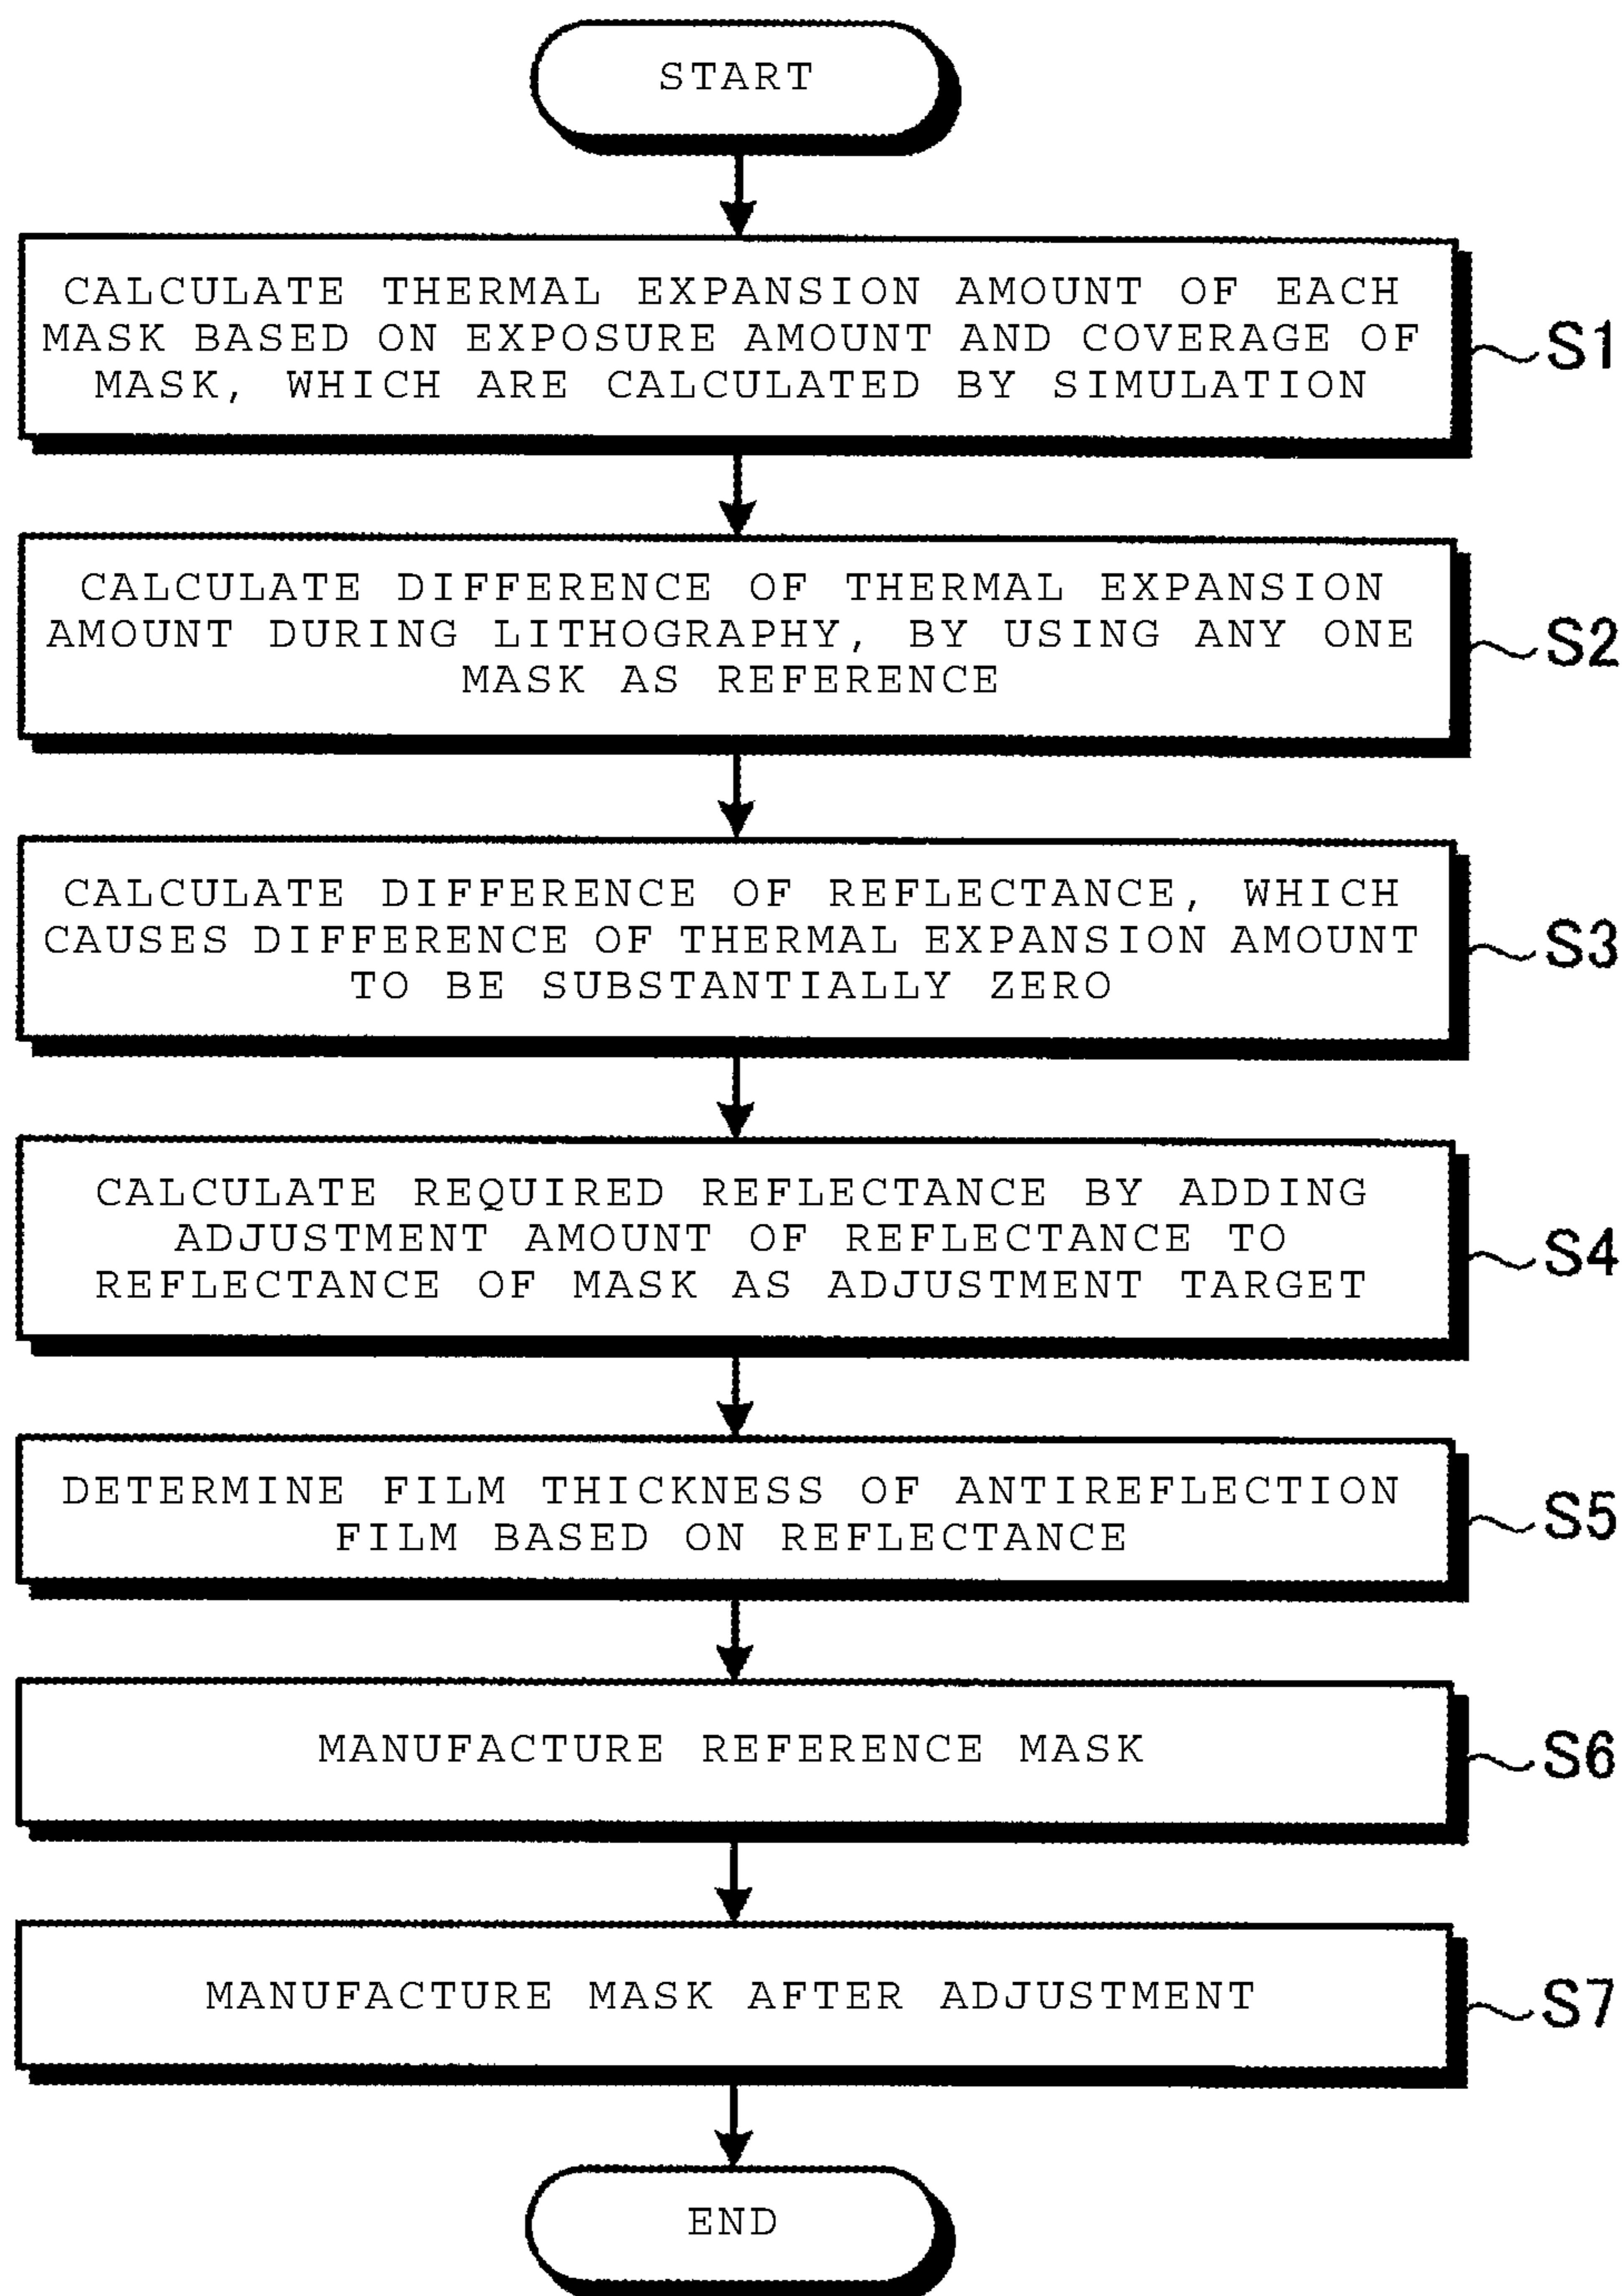 START
CALCULATE THERMAL EXPANSION AMOUNT OF EACH
MASK BASED ON EXPOSURE AMOUNT AND COVERAGE OF
MASK, WHICH ARE CALCULATED BY SIMULATION
S1
CALCULATE DIFFERENCE OF THERMAL EXPANSION
AMOUNT DURING LITHOGRAPHY, BY USING ANY ONE
MASK AS REFERENCE
S2
CALCULATE DIFFERENCE OF REFLECTANCE, WHICH
CAUSES DIFFERENCE OF THERMAL EXPANSION AMOUNT
TO BE SUBSTANTIALLY ZERO
S3
CALCULATE REQUIRED REFLECTANCE BY ADDING
ADJUSTMENT AMOUNT OF REFLECTANCE TO
REFLECTANCE OF MASK AS ADJUSTMENT TARGET
S4
DETERMINE FILM THICKNESS OF ANTIREFLECTION
FILM BASED ON REFLECTANCE
S5
MANUFACTURE REFERENCE MASK
S6
MANUFACTURE MASK AFTER ADJUSTMENT
S7
END